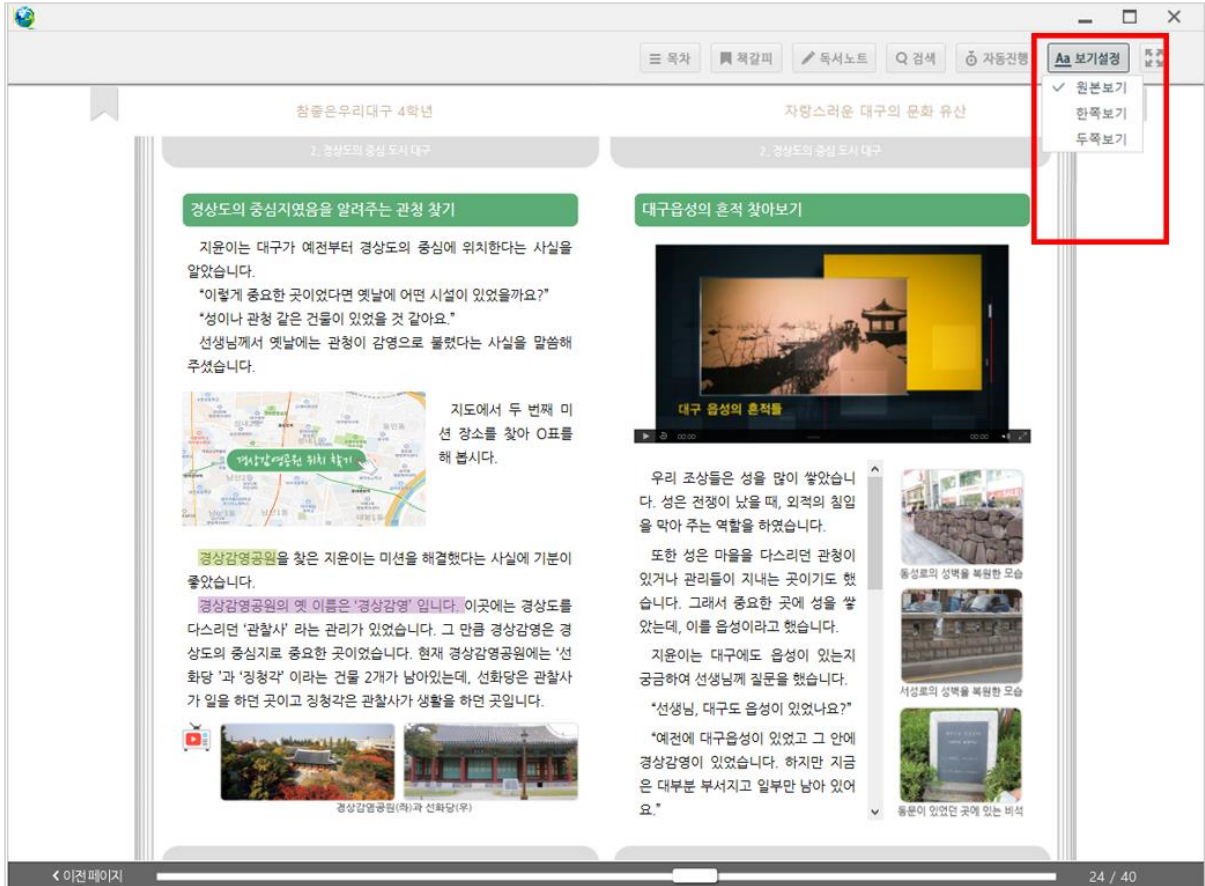 목차
책갈피
독서노트
검색
자동진행
Aa 보기설정
원본보기
한쪽보기
두쪽보기
참좋은우리대구 4학년
자랑스러운 대구의 문화 유산
2. 경상도의 중심 도시 대구
2. 경상도의 중심 도시 대구
경상도의 중심지였음을 알려주는 관청 찾기
지윤이는 대구가 예전부터 경상도의 중심에 위치한다는 사실을
알았습니다.
“이렇게 중요한 곳이었다면 옛날에 어떤 시설이 있었을까요?”
“성이나 관청 같은 건물이 있었을 것 같아요.”
선생님께서 옛날에는 관청이 감영으로 불렸다는 사실을 말씀해
주셨습니다.
경상감영공원 위치 찾기
지도에서 두 번째 미
션 장소를 찾아 O표를
해 봅시다.
경상감영공원을 찾은 지윤이는 미션을 해결했다는 사실에 기분이
좋았습니다.
경상감영공원의 옛 이름은 ‘경상감영’ 입니다. 이곳에는 경상도를
다스리던 ‘관찰사’ 라는 관리가 있었습니다. 그 만큼 경상감영은 경
상도의 중심지로 중요한 곳이었습니다. 현재 경상감영공원에는 ‘선
화당 ’과 ‘징청각’ 이라는 건물 2개가 남아있는데, 선화당은 관찰사
가 일을 하던 곳이고 징청각은 관찰사가 생활을 하던 곳입니다.
경상감영공원(좌)과 선화당(우)
대구읍성의 흔적 찾아보기
대구 읍성의 흔적들
00:00
00:00
우리 조상들은 성을 많이 쌓았습니
다. 성은 전쟁이 났을 때, 외적의 침입
을 막아 주는 역할을 하였습니다.
또한 성은 마을을 다스리던 관청이
있거나 관리들이 지내는 곳이기도 했
습니다. 그래서 중요한 곳에 성을 쌓
았는데, 이를 읍성이라고 했습니다.
지윤이는 대구에도 읍성이 있는지
궁금하여 선생님께 질문을 했습니다.
“선생님, 대구도 읍성이 있었나요?”
“예전에 대구읍성이 있었고 그 안에
경상감영이 있었습니다. 하지만 지금
은 대부분 부서지고 일부만 남아 있어
요.”
동성로의 성벽을 복원한 모습
서성로의 성벽을 복원한 모습
동문이 있었던 곳에 있는 비석
이전 페이지
24 / 40